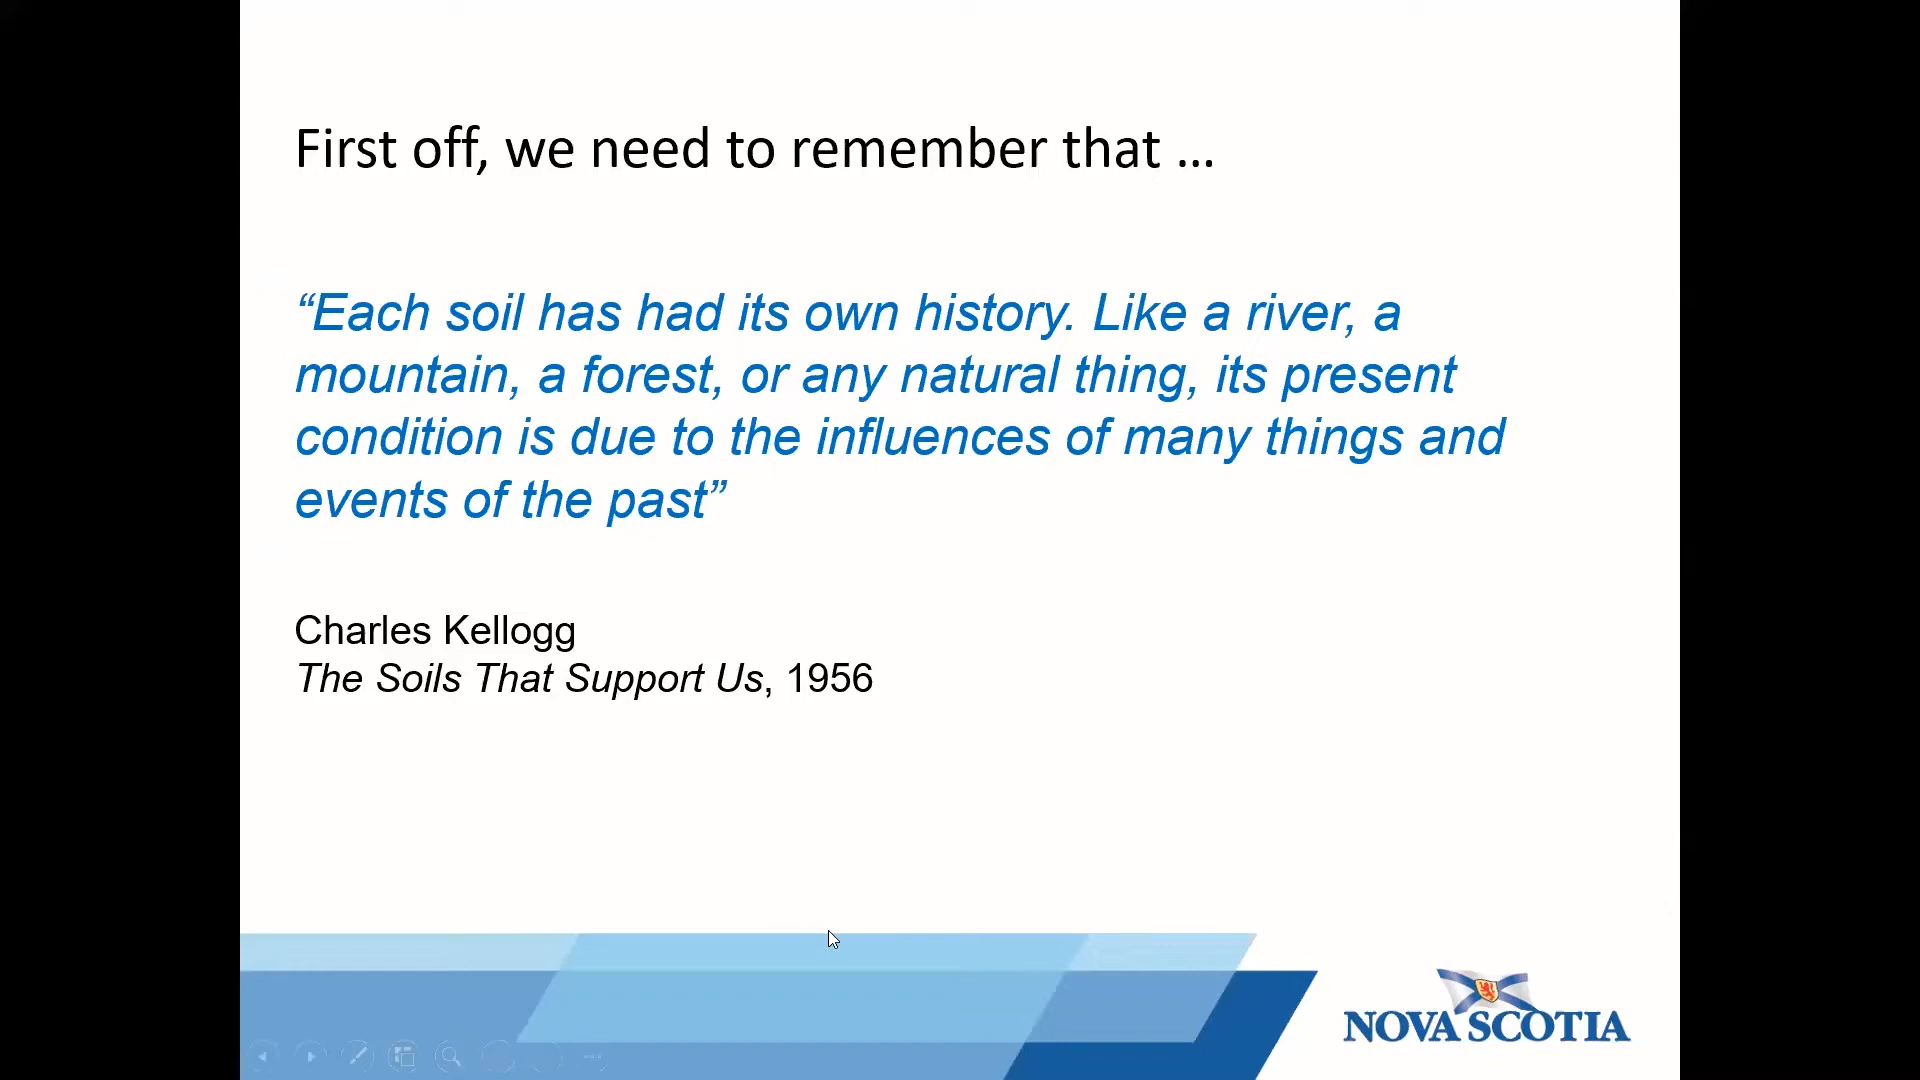 First off, we need to remember that ...
“Each soil has had its own history. Like a river, a
mountain, a forest, or any natural thing, its present
condition is due to the influences of many things and
events of the past”
Charles Kellogg
The Soils That Support Us, 1956
NOVA SCOTIA